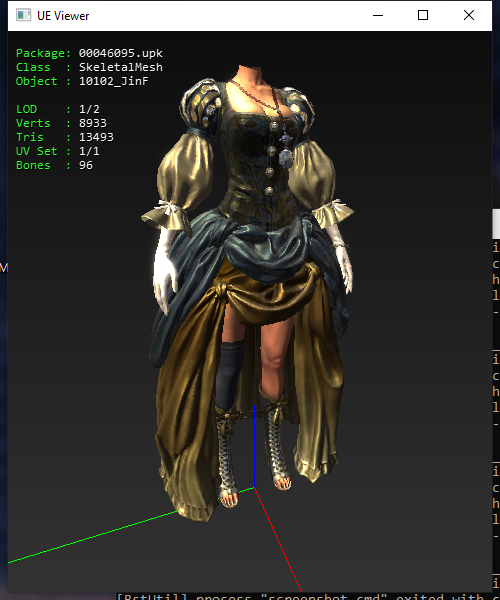 UE Viewer
Package: 00046095.upk
Class : SkeletalMesh
Object : 10102_JinF
LOD : 1/2
Verts : 8933
Tris : 13493
UV Set : 1/1
Bones : 96
M
i
c
h
l
-
i
c
h
l
-
i
c
h
l
-
i
[BstUtil] process "screenshot.cmd" exited with c